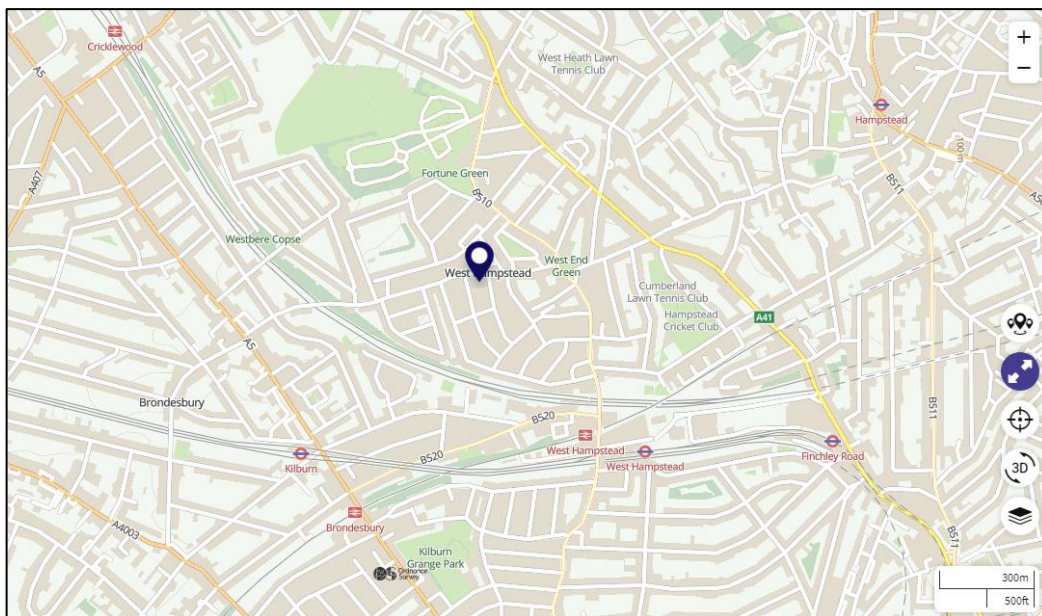 Cricklewood
A5
West Heath Lawn
Tennis Club
+
−
Hampstead
100 m
A407
Fortune Green
B510
B511
Westbere Copse
West Hampstead
West End
Green
Cumberland
Lawn Tennis Club
Hampstead
Cricket Club
A41
A5
Brondesbury
B511
B520
B520
West Hampstead
West Hampstead
Kilburn
Finchley Road
3D
Brondesbury
A4003
B511
Kilburn
Grange Park
Ordnance
Survey
300m
500ft